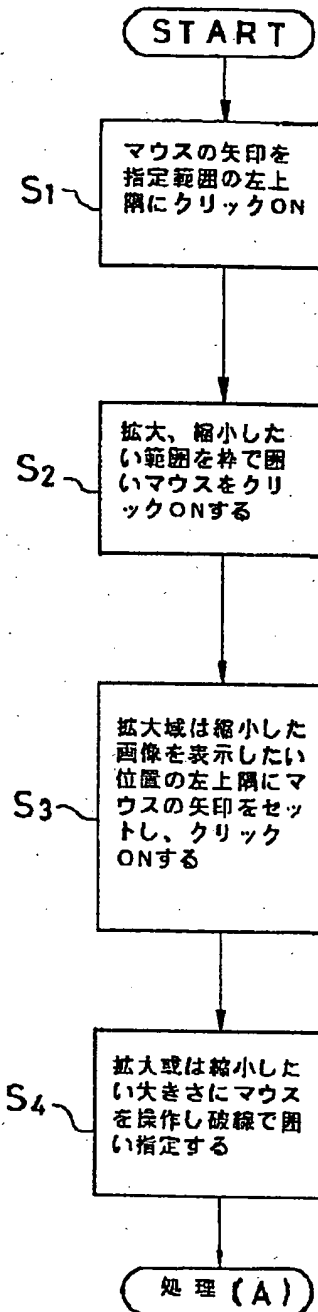 START
S1
マウスの矢印を
指定範囲の左上
隅にクリックON
S2
拡大、縮小した
い範囲を枠で囲
いマウスをクリ
ックONする
S3
拡大域は縮小した
画像を表示したい
位置の左上隅にマ
ウスの矢印をセッ
トし、クリック
ONする
S4
拡大或は縮小した
い大きさにマウス
を操作し破線で囲
い指定する
処理(A)